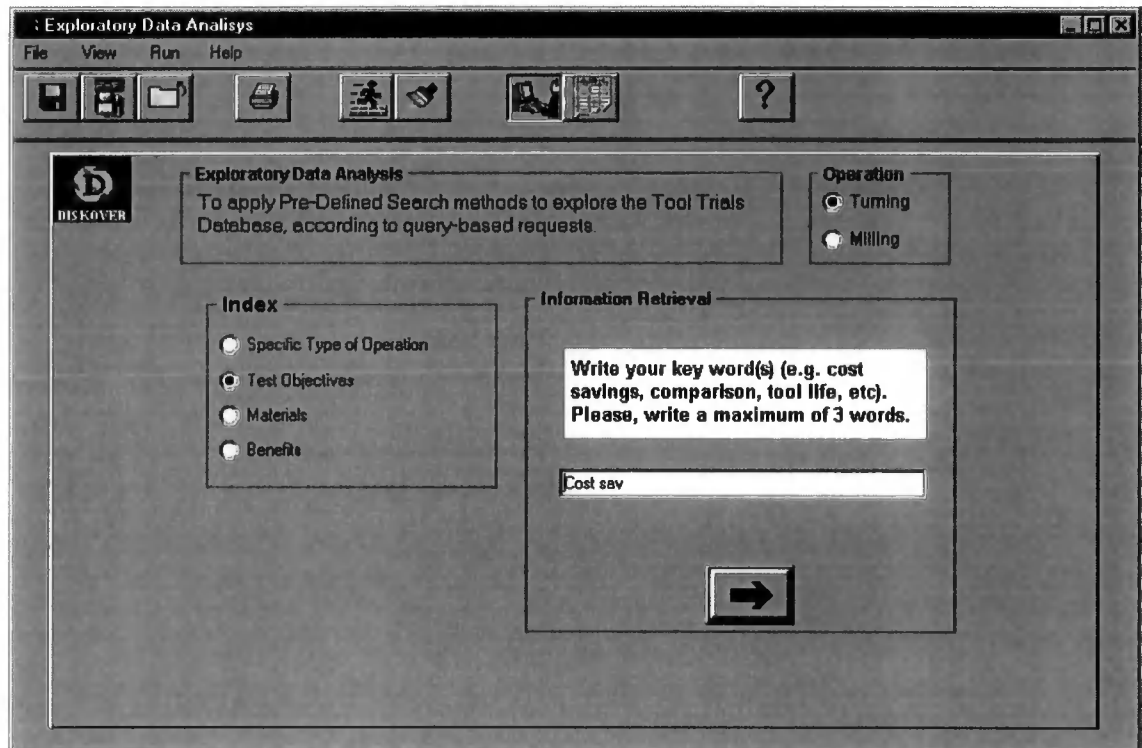 : Exploratory Data Analisys
File View Run Help
?
D
DISKOVER
Exploratory Data Analysis
To apply Pre-Defined Search methods to explore the Tool Trials
Database, according to query-based requests.
Operation
Turning
Milling
Index
Specific Type of Operation
Test Objectives
Materials
Benefits
Information Retrieval
Write your key word(s) (e.g. cost
savings, comparison, tool life, etc).
Please, write a maximum of 3 words.
Cost sav